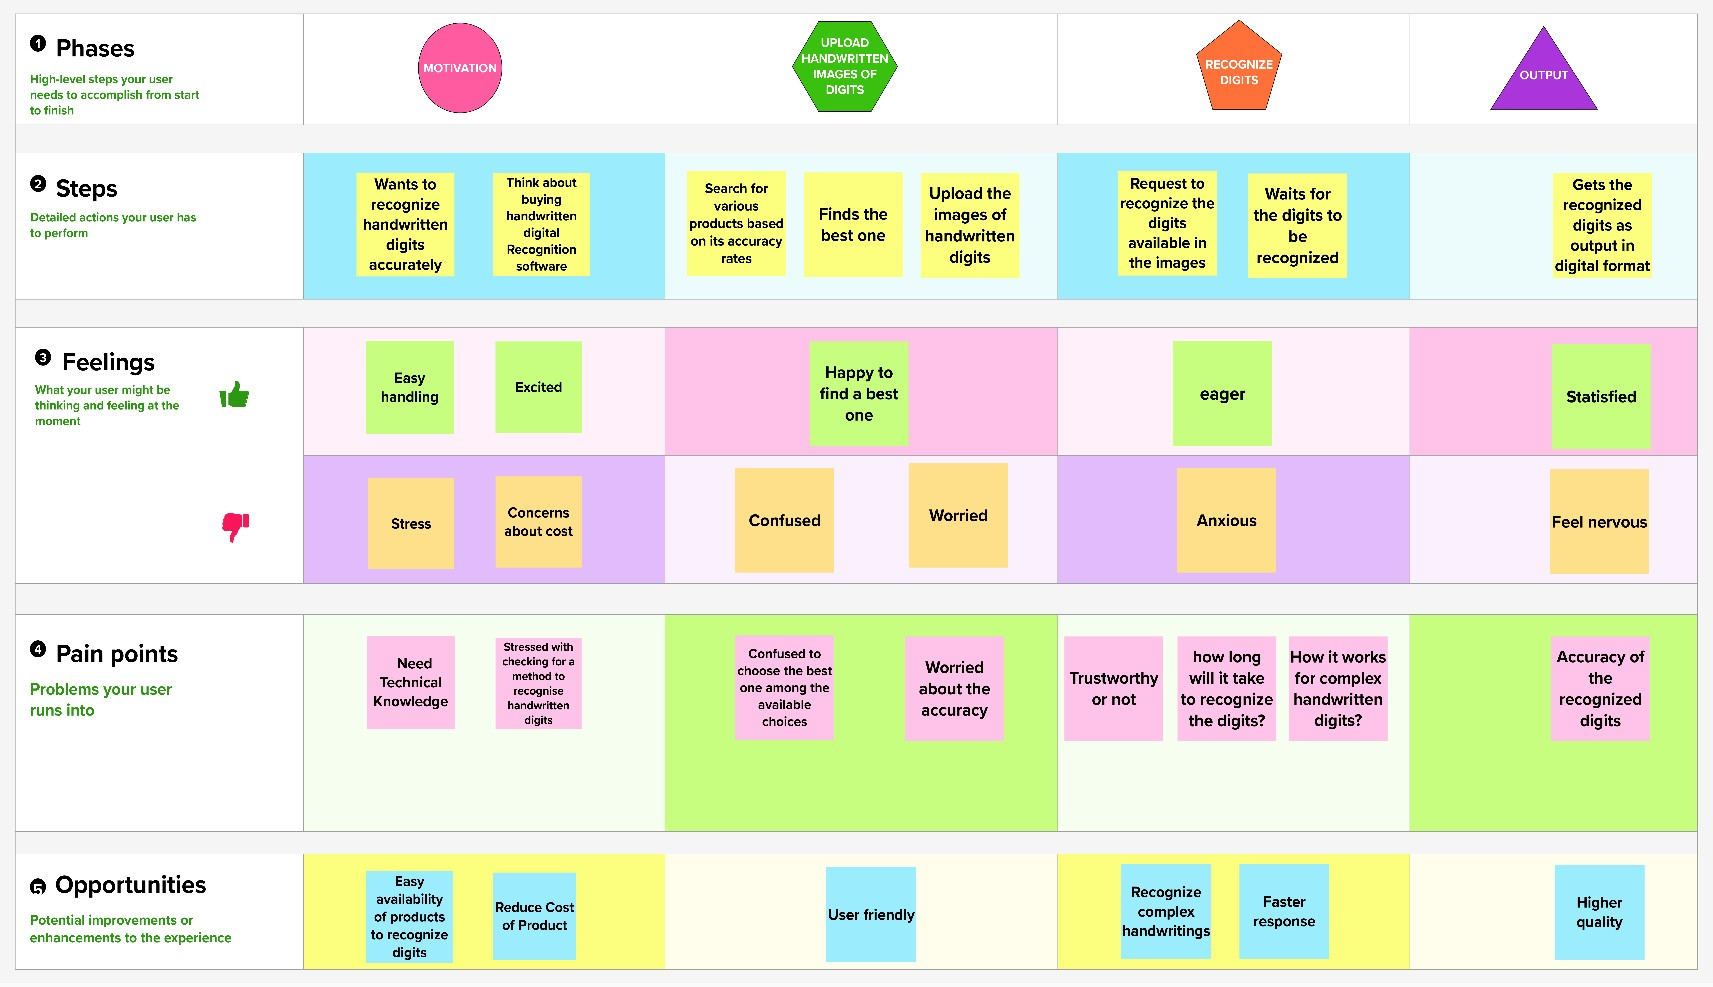 1 Phases
High-level steps your user
needs to accomplish from start
to finish
MOTIVATION
UPLOAD
HANDWRITTEN
IMAGES OF
DIGITS
RECOGNIZE
DIGITS
OUTPUT
2 Steps
Detailed actions your user has
to perform
Wants to
recognize
handwritten
digits
accurately
Think about
buying
handwritten
digital
Recognition
software
Search for
various
products based
on its accuracy
rates
Finds the
best one
Upload the
images of
handwritten
digits
Request to
recognize the
digits
available in
the images
Waits for
the digits to
be
recognized
Gets the
recognized
digits as
output in
digital format
3 Feelings
What your user might be
thinking and feeling at the
moment
Easy
handling
Excited
Happy to
find a best
one
eager
Statisfied
Stress
Concerns
about cost
Confused
Worried
Anxious
Feel nervous
4 Pain points
Problems your user
runs into
Need
Technical
Knowledge
Stressed with
checking for a
method to
recognise
handwritten
digits
Confused to
choose the best
one among the
available
choices
Worried
about the
accuracy
Trustworthy
or not
how long
will it take
to recognize
the digits?
How it works
for complex
handwritten
digits?
Accuracy of
the
recognized
digits
5 Opportunities
Potential improvements or
enhancements to the experience
Easy
availability
of products
to recognize
digits
Reduce Cost
of Product
User friendly
Recognize
complex
handwritings
Faster
response
Higher
quality